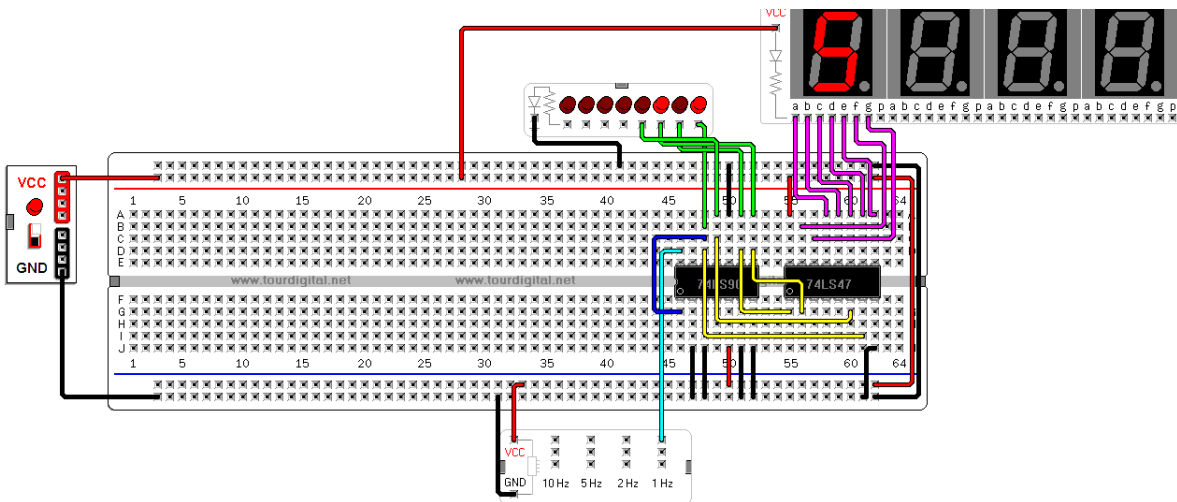 VCC
a b c d e f g p a b c d e f g p a b c d e f g p a b c d e f g p
VCC
GND
1 5 10 15 20 25 30 35 40 45 50 55 60 64
A
B
C
D
E
www.tourdigital.net www.tourdigital.net
74LS90 74LS47
F
G
H
I
J
1 5 10 15 20 25 30 35 40 45 50 55 60 64
VCC
GND 10 Hz 5 Hz 2 Hz 1 Hz